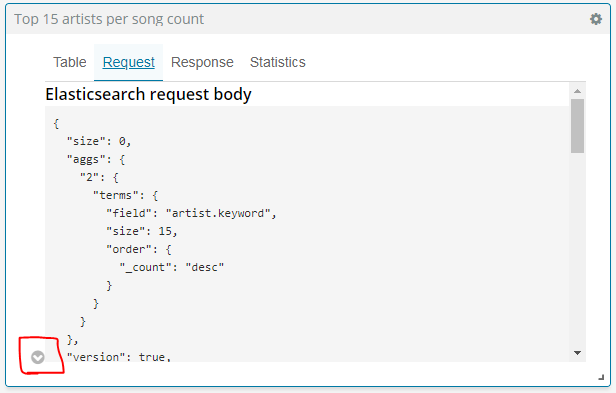 Top 15 artists per song count
Table Request Response Statistics
Elasticsearch request body
{
"size": 0,
"aggs": {
"2": {
"terms": {
"field": "artist.keyword",
"size": 15,
"order": {
"_count": "desc"
}
}
}
},
"version": true,